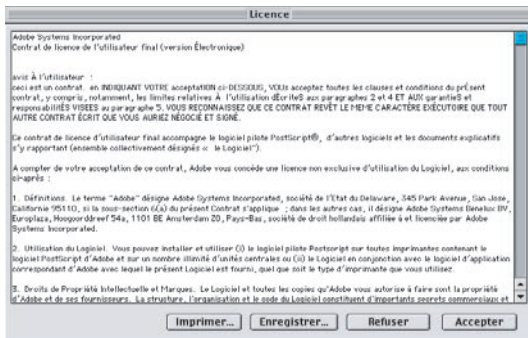 Licence
Adobe Systems Incorporated
Contrat de licence de l'utilisateur final (version Électronique)
avis À l'utilisateur :
ceci est un contrat. en INDIQUANT VOTRE acceptatION ci-DESSOUS, VOUs acceptez toutes les clauses et conditions du prÉsent
contrat, y compris, notamment, les limites relatives À l'utilisation dÉcriteS aux paragraphes 2 et 4 ET AUX garantieS et
responsabilitÉS VISEES au paragraphe 5. VOUS RECONNAISSEZ QUE CE CONTRAT REVÊT LE MEME CARACTÈRE EXÉCUTOIRE QUE TOUT
AUTRE CONTRAT ÉCRIT QUE VOUS AURIEZ NÉGOCIÉ ET SIGNÉ.
Ce contrat de licence d'utilisateur final accompagne le logiciel pilote PostScript®, d'autres logiciels et les documents explicatifs
s'y rapportant (ensemble collectivement désignés « le Logiciel").
A compter de votre acceptation de ce contrat, Adobe vous concède une licence non exclusive d'utilisation du Logiciel, aux conditions
ci-après :
1. Définitions. Le terme "Adobe" désigne Adobe Systems Incorporated, société de l'Etat du Delaware, 345 Park Avenue, San Jose,
Californie 95110, si la sous-section 6(a) du présent Contrat s'applique ; dans les autres cas, il désigne Adobe Systems Benelux BV,
Europlaza, Hoogoorddreef 54a, 1101 BE Amsterdam ZO, Pays-Bas, société de droit hollandais affiliée à et licenciée par Adobe
Systems Incorporated.
2. Utilisation du Logiciel. Vous pouvez installer et utiliser (i) le logiciel pilote Postscript sur toutes imprimantes contenant le
logiciel PostScript d'Adobe et sur un nombre illimité d'unités centrales ou (ii) le Logiciel en conjonction avec le logiciel d'application
correspondant d'Adobe avec lequel le présent Logiciel est fourni, quel que soit le type d'imprimante que vous utilisez.
3. Droits de Propriété Intellectuelle et Marques. Le Logiciel et toutes les copies qu'Adobe vous autorise à faire sont la propriété
d'Adobe et de ses fournisseurs. La structure, l'organisation et le code du Logiciel constituent d'importants secrets commerciaux et
Imprimer... Enregistrer... Refuser Accepter